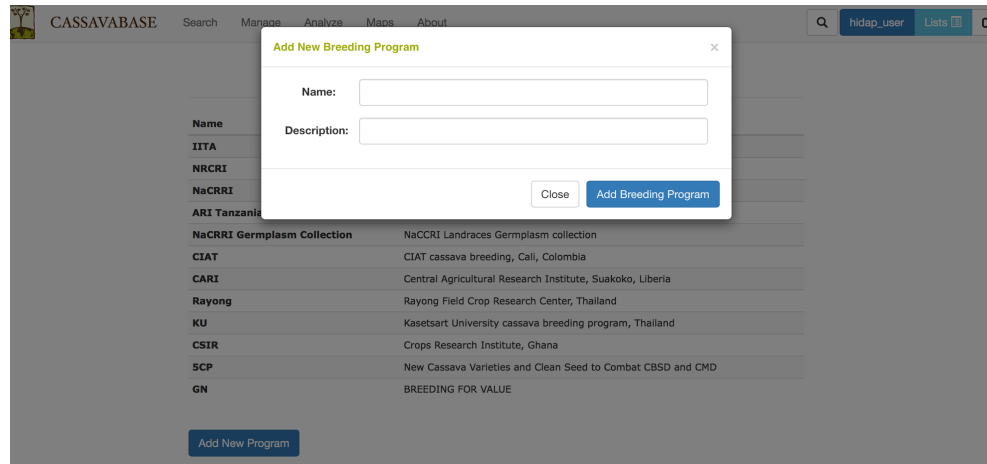 CASSAVABASE Search Manage Analyze Maps About hidap_user Lists
Add New Breeding Program ×
Name:
Description:
Close Add Breeding Program
Name
IITA
NRCRI
NaCRRI
ARI Tanzania
NaCRRI Germplasm Collection NaCCRI Landraces Germplasm collection
CIAT CIAT cassava breeding, Cali, Colombia
CARI Central Agricultural Research Institute, Suakoko, Liberia
Rayong Rayong Field Crop Research Center, Thailand
KU Kasetsart University cassava breeding program, Thailand
CSIR Crops Research Institute, Ghana
5CP New Cassava Varieties and Clean Seed to Combat CBSD and CMD
GN BREEDING FOR VALUE
Add New Program